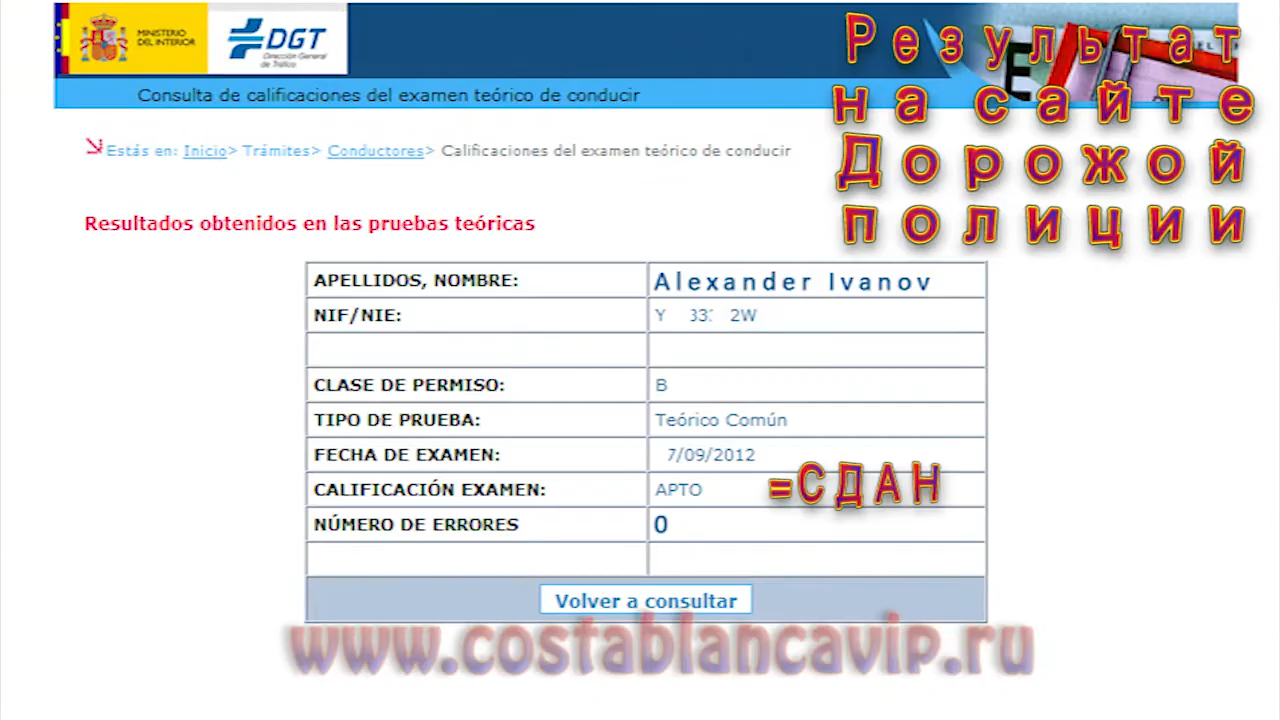 MINISTERIO
DEL INTERIOR
DGT
Dirección General
de Tráfico
Результат
на сайте
Дорожой
полиции
Consulta de calificaciones del examen teórico de conducir
Estás en: Inicio> Trámites> Conductores> Calificaciones del examen teórico de conducir
Resultados obtenidos en las pruebas teóricas
APELLIDOS, NOMBRE: Alexander Ivanov
NIF/NIE: Y 33 2W
CLASE DE PERMISO: B
TIPO DE PRUEBA: Teórico Común
FECHA DE EXAMEN: 7/09/2012
CALIFICACIÓN EXAMEN: APTO =СДАН
NÚMERO DE ERRORES 0
Volver a consultar
www.costablancavip.ru